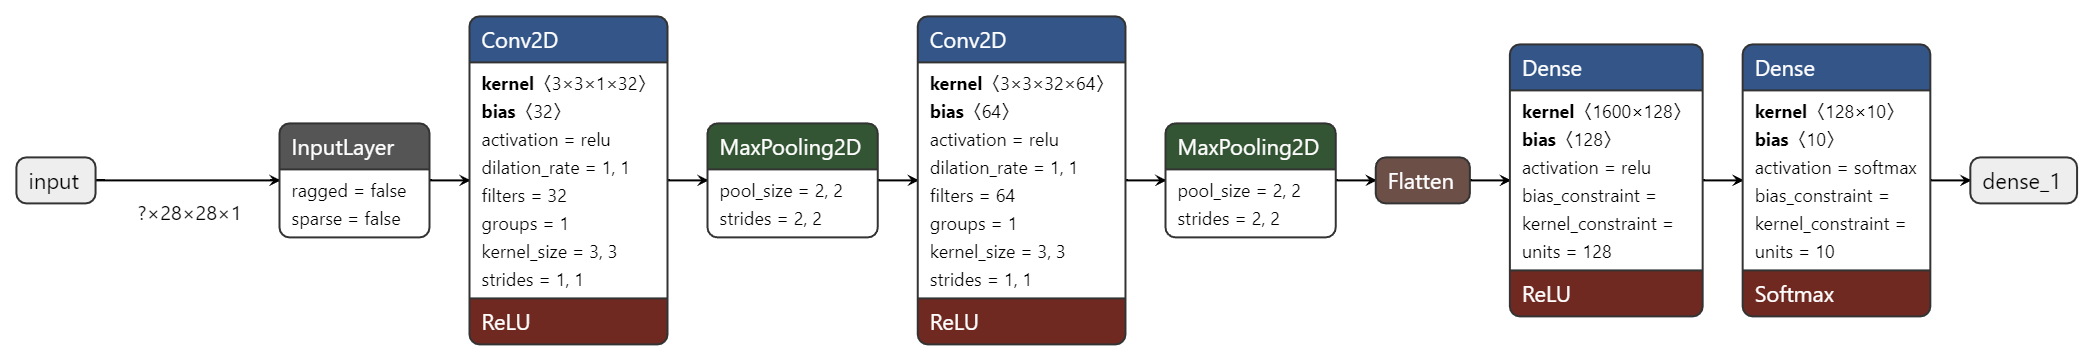 input
?×28×28×1
InputLayer
ragged = false
sparse = false
Conv2D
kernel 〈3×3×1×32〉
bias 〈32〉
activation = relu
dilation_rate = 1, 1
filters = 32
groups = 1
kernel_size = 3, 3
strides = 1, 1
ReLU
MaxPooling2D
pool_size = 2, 2
strides = 2, 2
Conv2D
kernel 〈3×3×32×64〉
bias 〈64〉
activation = relu
dilation_rate = 1, 1
filters = 64
groups = 1
kernel_size = 3, 3
strides = 1, 1
ReLU
MaxPooling2D
pool_size = 2, 2
strides = 2, 2
Flatten
Dense
kernel 〈1600×128〉
bias 〈128〉
activation = relu
bias_constraint =
kernel_constraint =
units = 128
ReLU
Dense
kernel 〈128×10〉
bias 〈10〉
activation = softmax
bias_constraint =
kernel_constraint =
units = 10
Softmax
dense_1